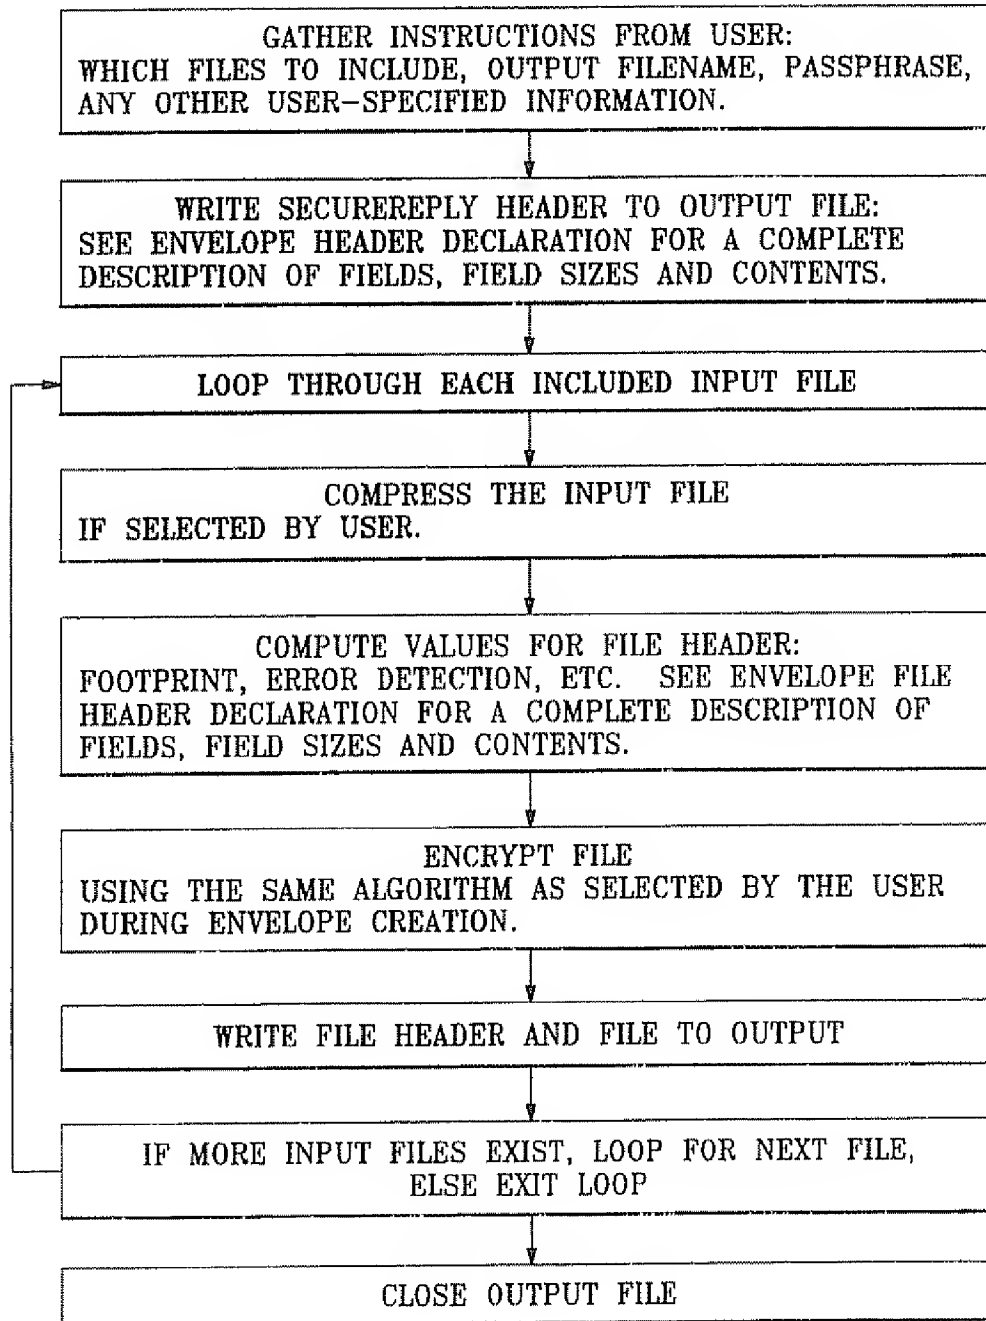 GATHER INSTRUCTIONS FROM USER:
WHICH FILES TO INCLUDE, OUTPUT FILENAME, PASSPHRASE,
ANY OTHER USER-SPECIFIED INFORMATION.
WRITE SECUREREPLY HEADER TO OUTPUT FILE:
SEE ENVELOPE HEADER DECLARATION FOR A COMPLETE
DESCRIPTION OF FIELDS, FIELD SIZES AND CONTENTS.
LOOP THROUGH EACH INCLUDED INPUT FILE
COMPRESS THE INPUT FILE
IF SELECTED BY USER.
COMPUTE VALUES FOR FILE HEADER:
FOOTPRINT, ERROR DETECTION, ETC. SEE ENVELOPE FILE
HEADER DECLARATION FOR A COMPLETE DESCRIPTION OF
FIELDS, FIELD SIZES AND CONTENTS.
ENCRYPT FILE
USING THE SAME ALGORITHM AS SELECTED BY THE USER
DURING ENVELOPE CREATION.
WRITE FILE HEADER AND FILE TO OUTPUT
IF MORE INPUT FILES EXIST, LOOP FOR NEXT FILE,
ELSE EXIT LOOP
CLOSE OUTPUT FILE